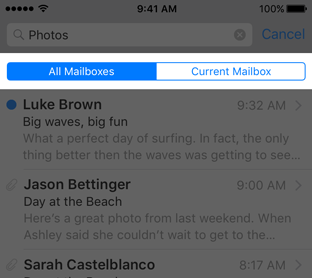 9:41 AM 100%
Photos Cancel
All Mailboxes Current Mailbox
Luke Brown 9:32 AM
Big waves, big fun
What a perfect day of surfing. In fact, the only
thing better then the waves was getting to see...
Jason Bettinger 9:00 AM
Day at the Beach
Here's a great photo from last weekend. When
Ashley said she couldn't wait to get to the...
Sarah Castelblanco 8:17 AM